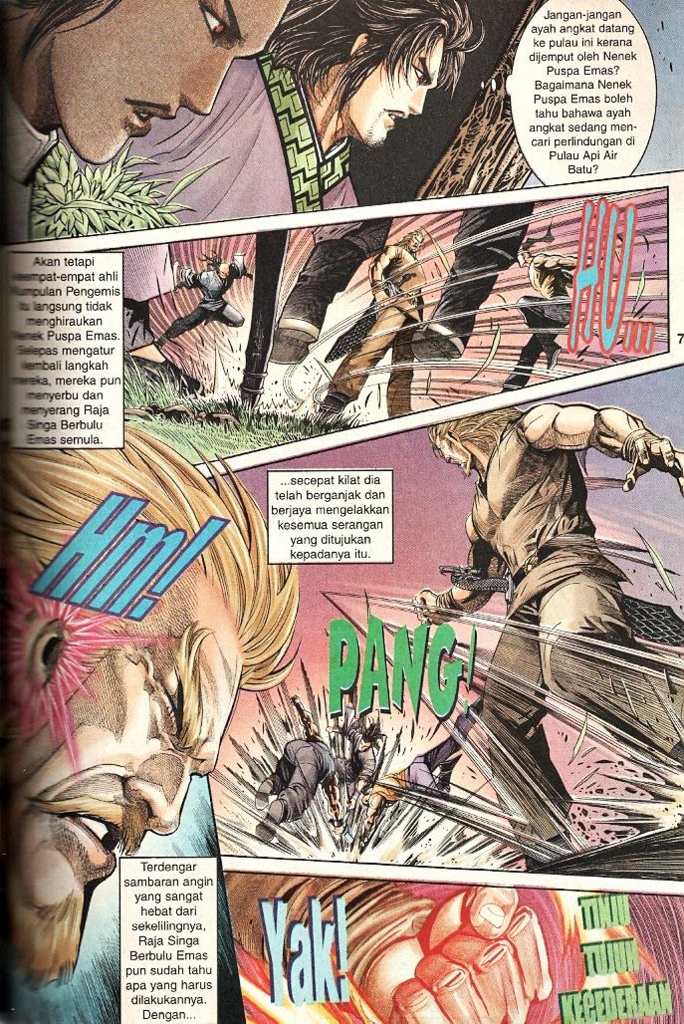 Jangan-jangan
ayah angkat datang
ke pulau ini kerana
dijemput oleh Nenek
Puspa Emas?
Bagaimana Nenek
Puspa Emas boleh
tahu bahawa ayah
angkat sedang men-
cari perlindungan di
Pulau Api Air
Batu?
Akan tetapi
empat-empat ahli
Kumpulan Pengemis
itu langsung tidak
menghiraukan
Nenek Puspa Emas.
Selepas mengatur
kembali langkah
mereka, mereka pun
menyerbu dan
menyerang Raja
Singa Berbulu
Emas semula.
HU...
7
...secepat kilat dia
telah berganjak dan
berjaya mengelakkan
kesemua serangan
yang ditujukan
kepadanya itu.
Hm!
PANG!
Terdengar
sambaran angin
yang sangat
hebat dari
sekelilingnya,
Raja Singa
Berbulu Emas
pun sudah tahu
apa yang harus
dilakukannya.
Dengan...
Yak!
TINJU
TUJUH
KECEDERAAN